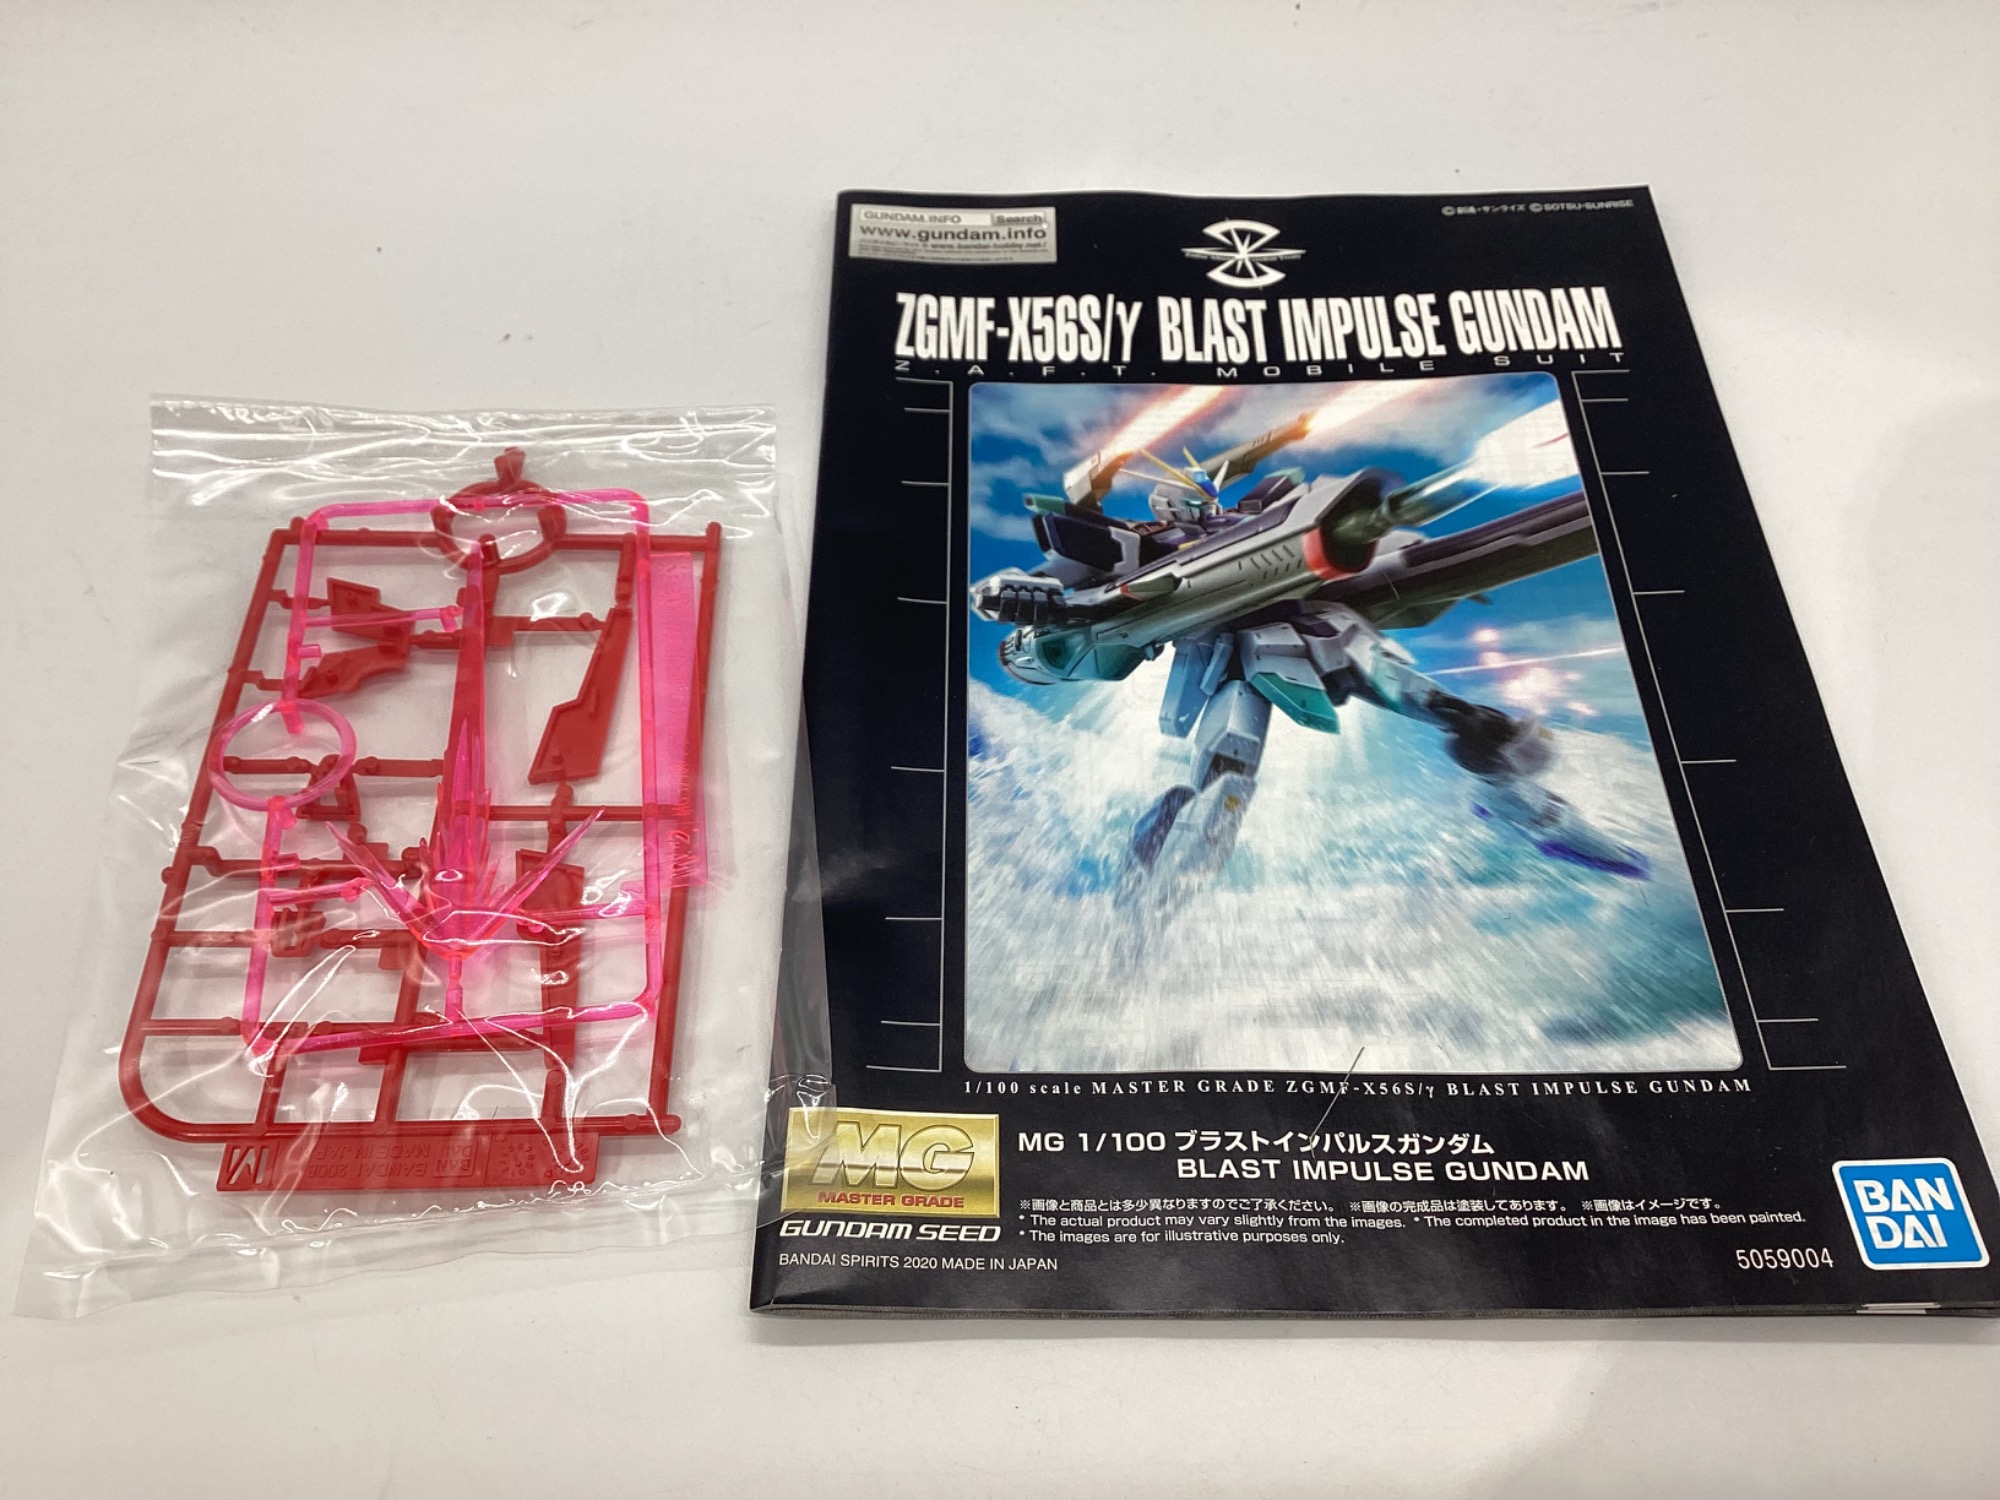 GUNDAM.INFO Search
www.gundam.info
©創通・サンライズ ©SOTSU・SUNRISE
ZGMF-X56S/γ BLAST IMPULSE GUNDAM
Z.A.F.T. MOBILE SUIT
1/100 scale MASTER GRADE ZGMF-X56S/γ BLAST IMPULSE GUNDAM
MG 1/100 ブラストインパルスガンダム
BLAST IMPULSE GUNDAM
MG
MASTER GRADE
GUNDAM SEED
※画像と商品とは多少異なりますのでご了承ください。 ※画像の完成品は塗装してあります。 ※画像はイメージです。
* The actual product may vary slightly from the images. * The completed product in the image has been painted.
* The images are for illustrative purposes only.
BANDAI SPIRITS 2020 MADE IN JAPAN
5059004
BAN
DAI